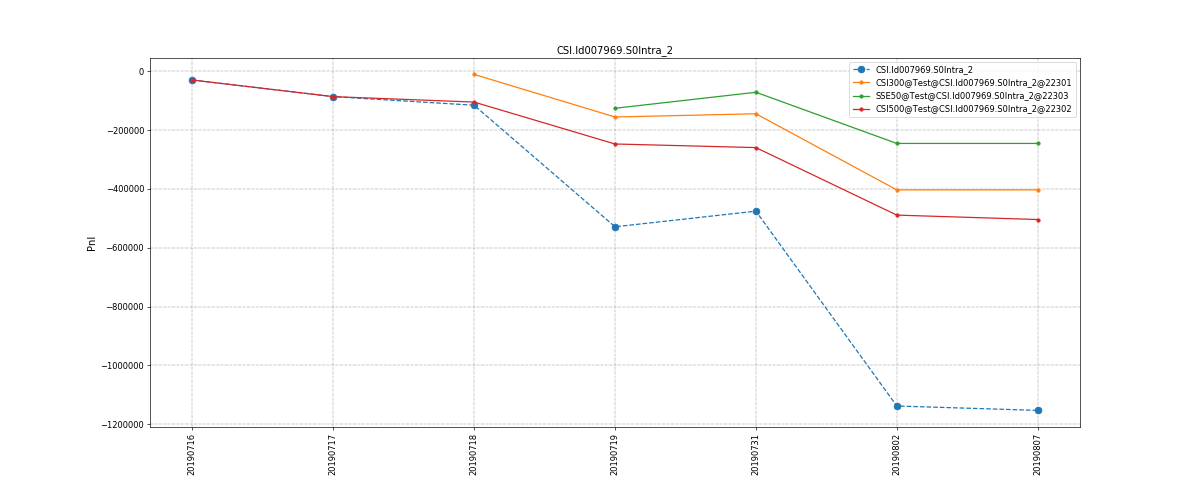 CSI.Id007969.S0Intra_2
CSI.Id007969.S0Intra_2
CSI300@Test@CSI.Id007969.S0Intra_2@22301
SSE50@Test@CSI.Id007969.S0Intra_2@22303
CSI500@Test@CSI.Id007969.S0Intra_2@22302
Pnl
0
−200000
−400000
−600000
−800000
−1000000
−1200000
20190716
20190717
20190718
20190719
20190731
20190802
20190807